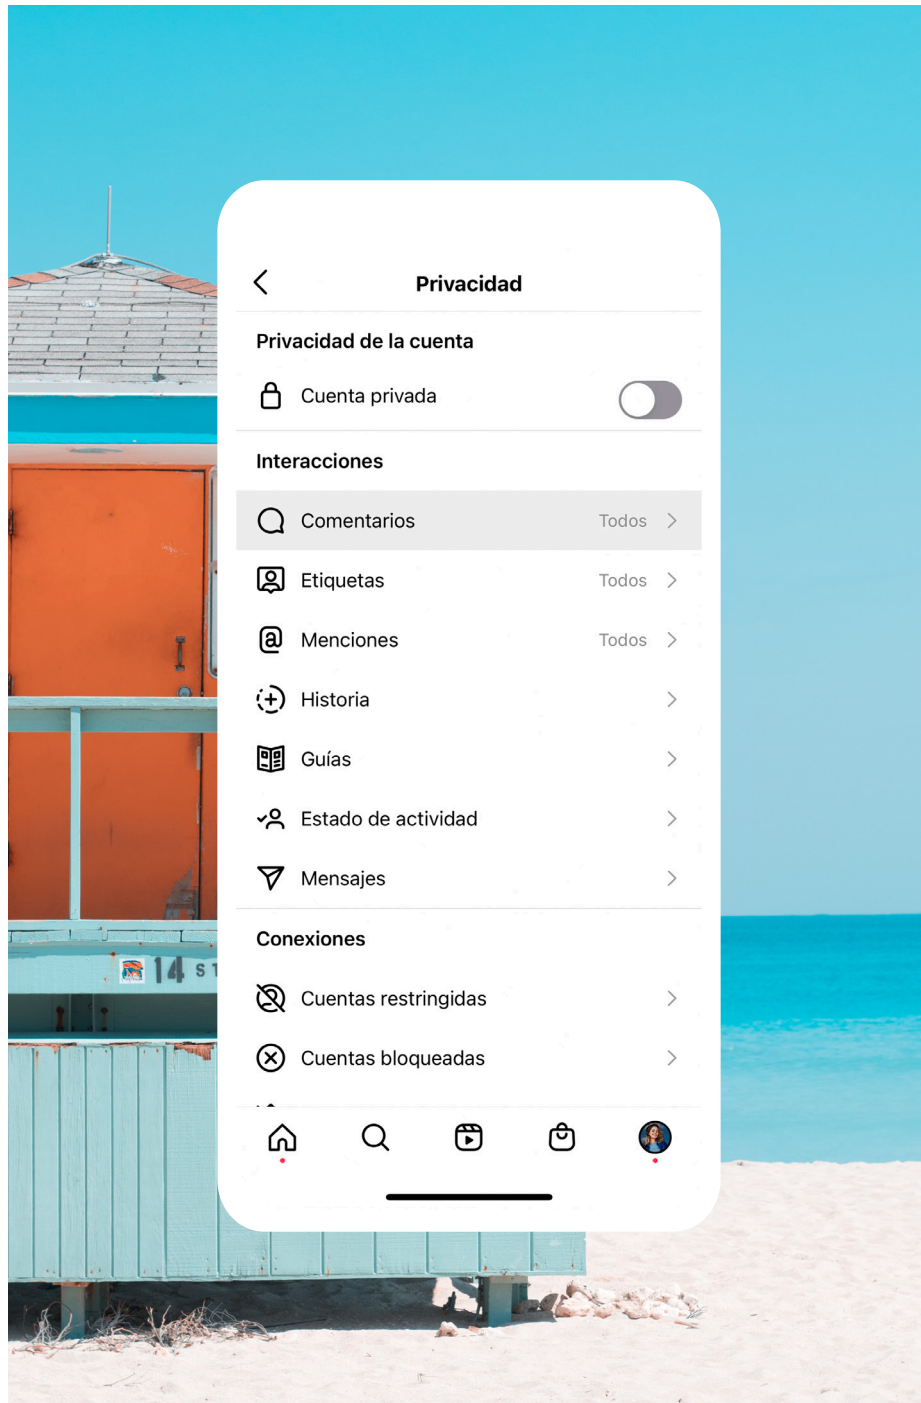 Privacidad
Privacidad de la cuenta
Cuenta privada
Interacciones
Comentarios Todos
Etiquetas Todos
Menciones Todos
Historia
Guías
Estado de actividad
Mensajes
Conexiones
Cuentas restringidas
Cuentas bloqueadas
14 ST